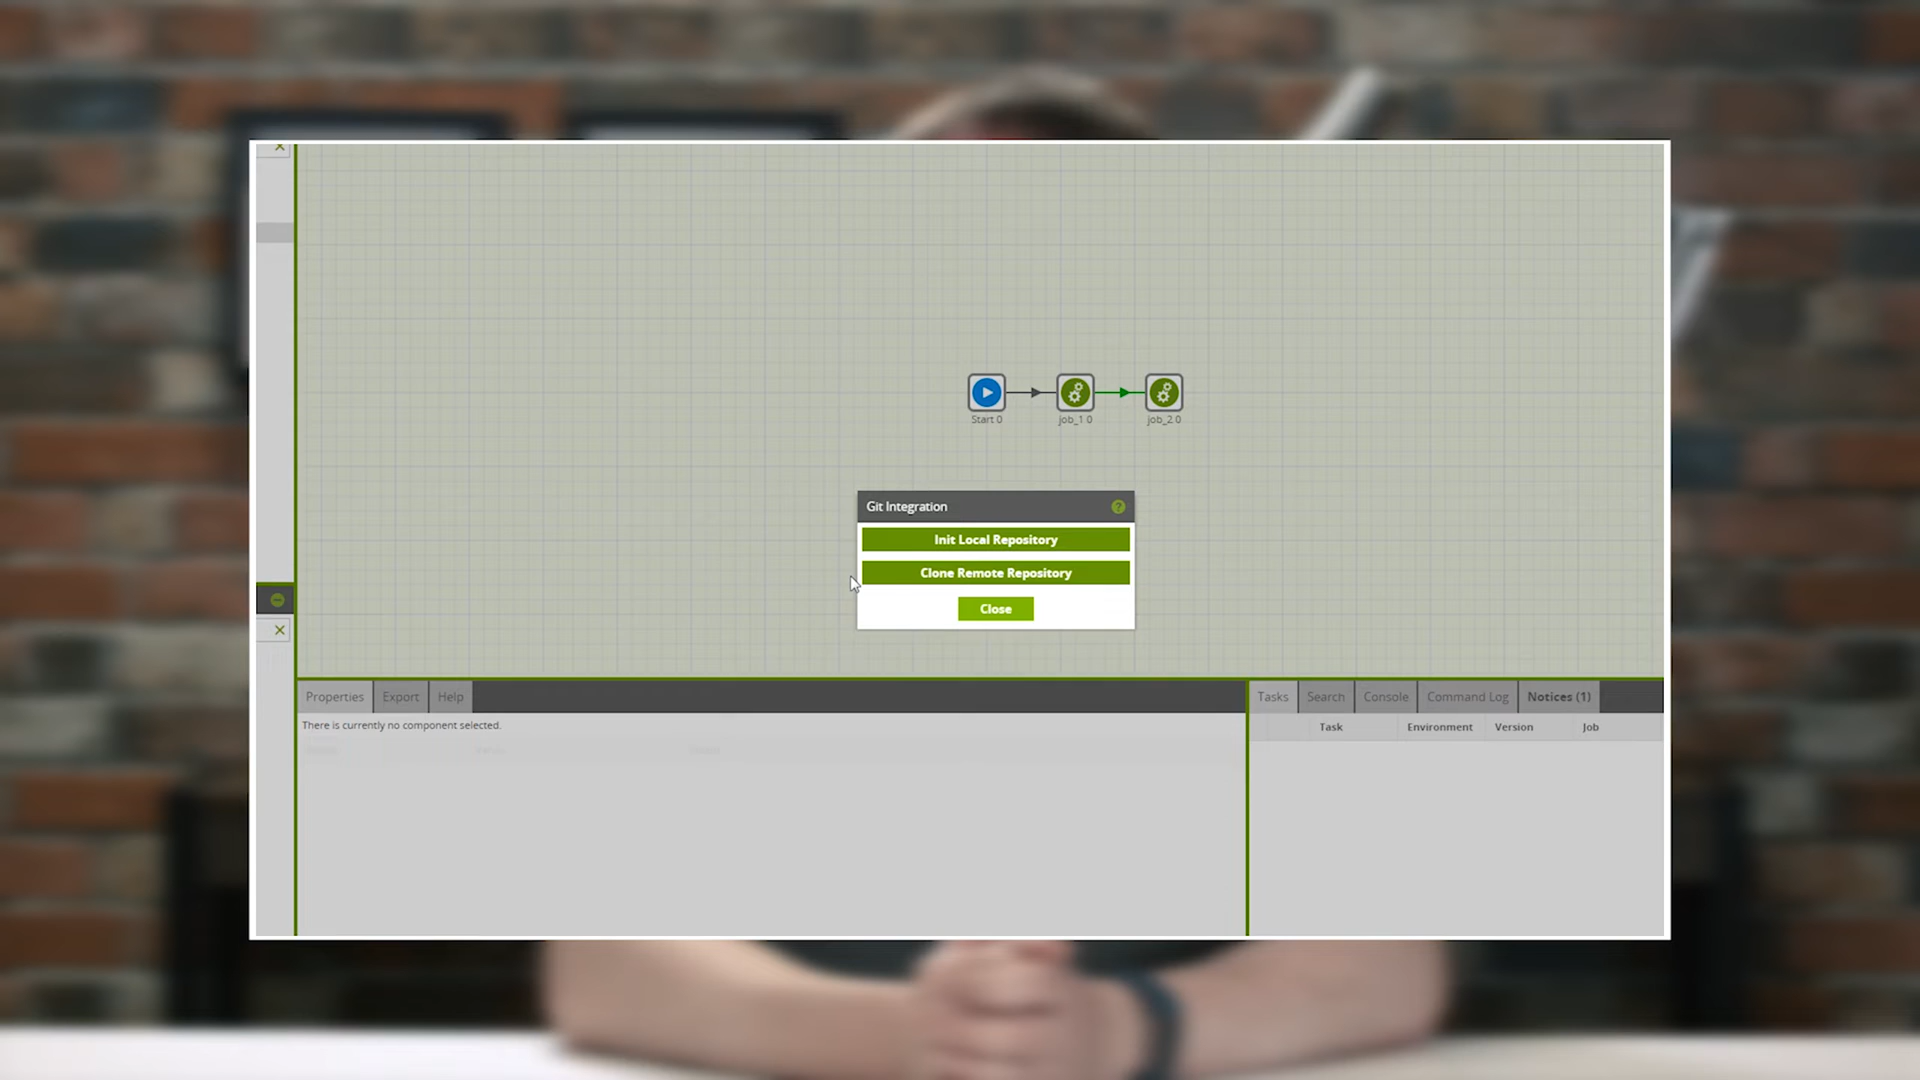 Start 0
job_1 0
job_2 0
Git Integration
?
Init Local Repository
Clone Remote Repository
Close
Properties Export Help
There is currently no component selected.
Tasks Search Console Command Log Notices (1)
Task Environment Version Job